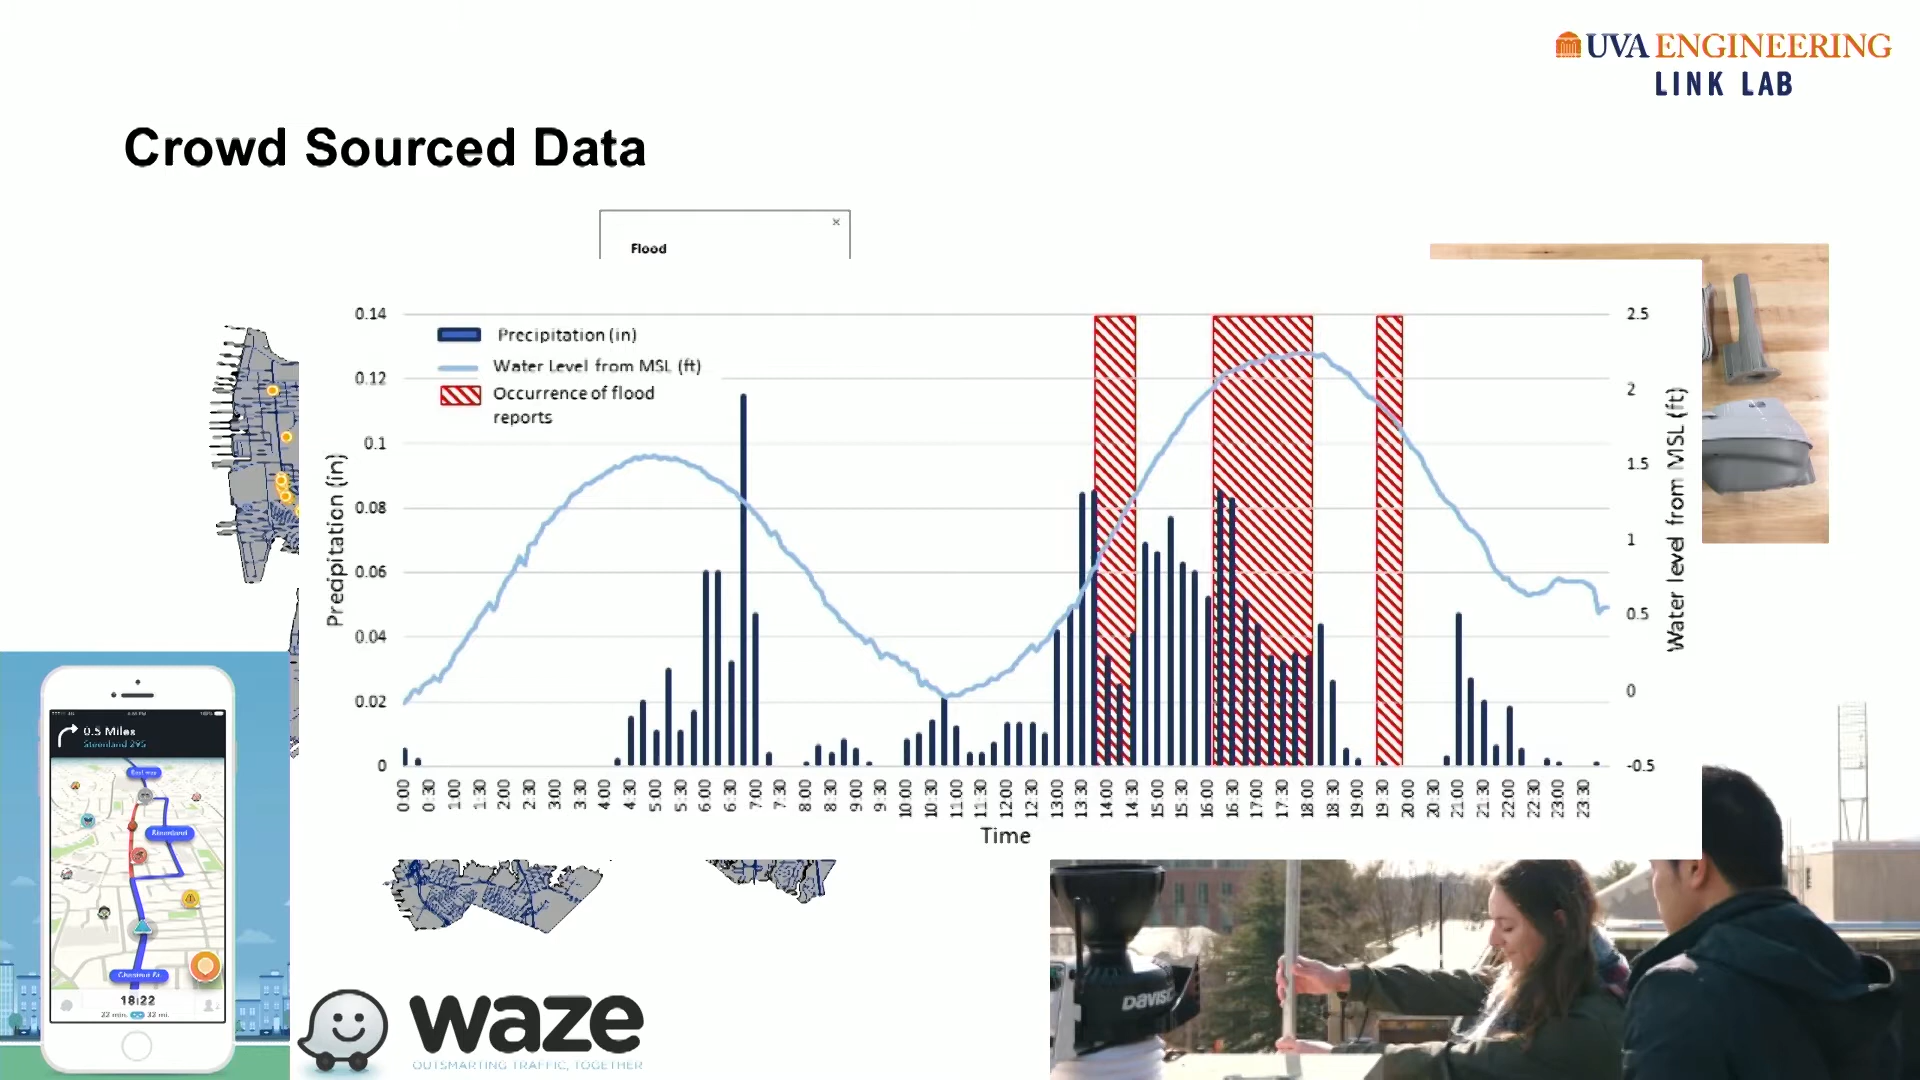 UVA ENGINEERING
LINK LAB
Crowd Sourced Data
×
Flood
Precipitation (in)
Water Level from MSL (ft)
Occurrence of flood
reports
0.14
0.12
0.1
0.08
0.06
0.04
0.02
0
Precipitation (in)
2.5
2
1.5
1
0.5
0
-0.5
Water level from MSL (ft)
0:00 0:30 1:00 1:30 2:00 2:30 3:00 3:30 4:00 4:30 5:00 5:30 6:00 6:30 7:00 7:30 8:00 8:30 9:00 9:30 10:00 10:30 11:00 11:30 12:00 12:30 13:00 13:30 14:00 14:30 15:00 15:30 16:00 16:30 17:00 17:30 18:00 18:30 19:00 19:30 20:00 20:30 21:00 21:30 22:00 22:30 23:00 23:30
Time
0.5 Miles
18:22
22 min. 32 mi.
waze
OUTSMARTING TRAFFIC, TOGETHER
DAVIS